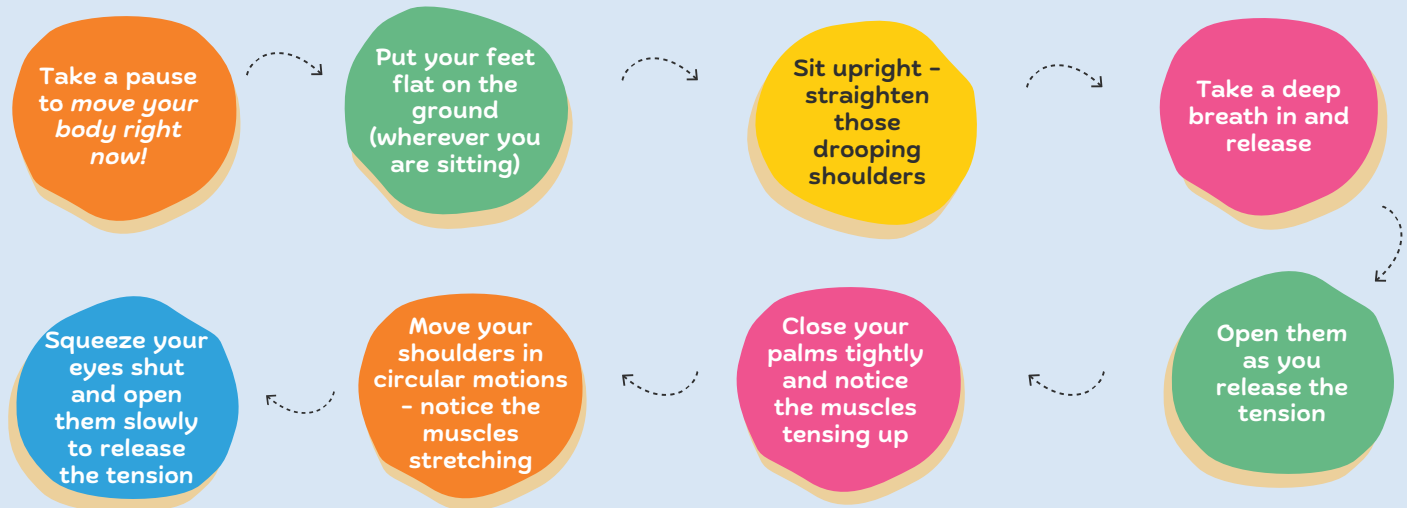 Take a pause
to move your
body right
now!
Put your feet
flat on the
ground
(wherever you
are sitting)
Sit upright -
straighten
those
drooping
shoulders
Take a deep
breath in and
release
Open them
as you
release the
tension
Close your
palms tightly
and notice
the muscles
tensing up
Move your
shoulders in
circular motions
- notice the
muscles
stretching
Squeeze your
eyes shut
and open
them slowly
to release
the tension